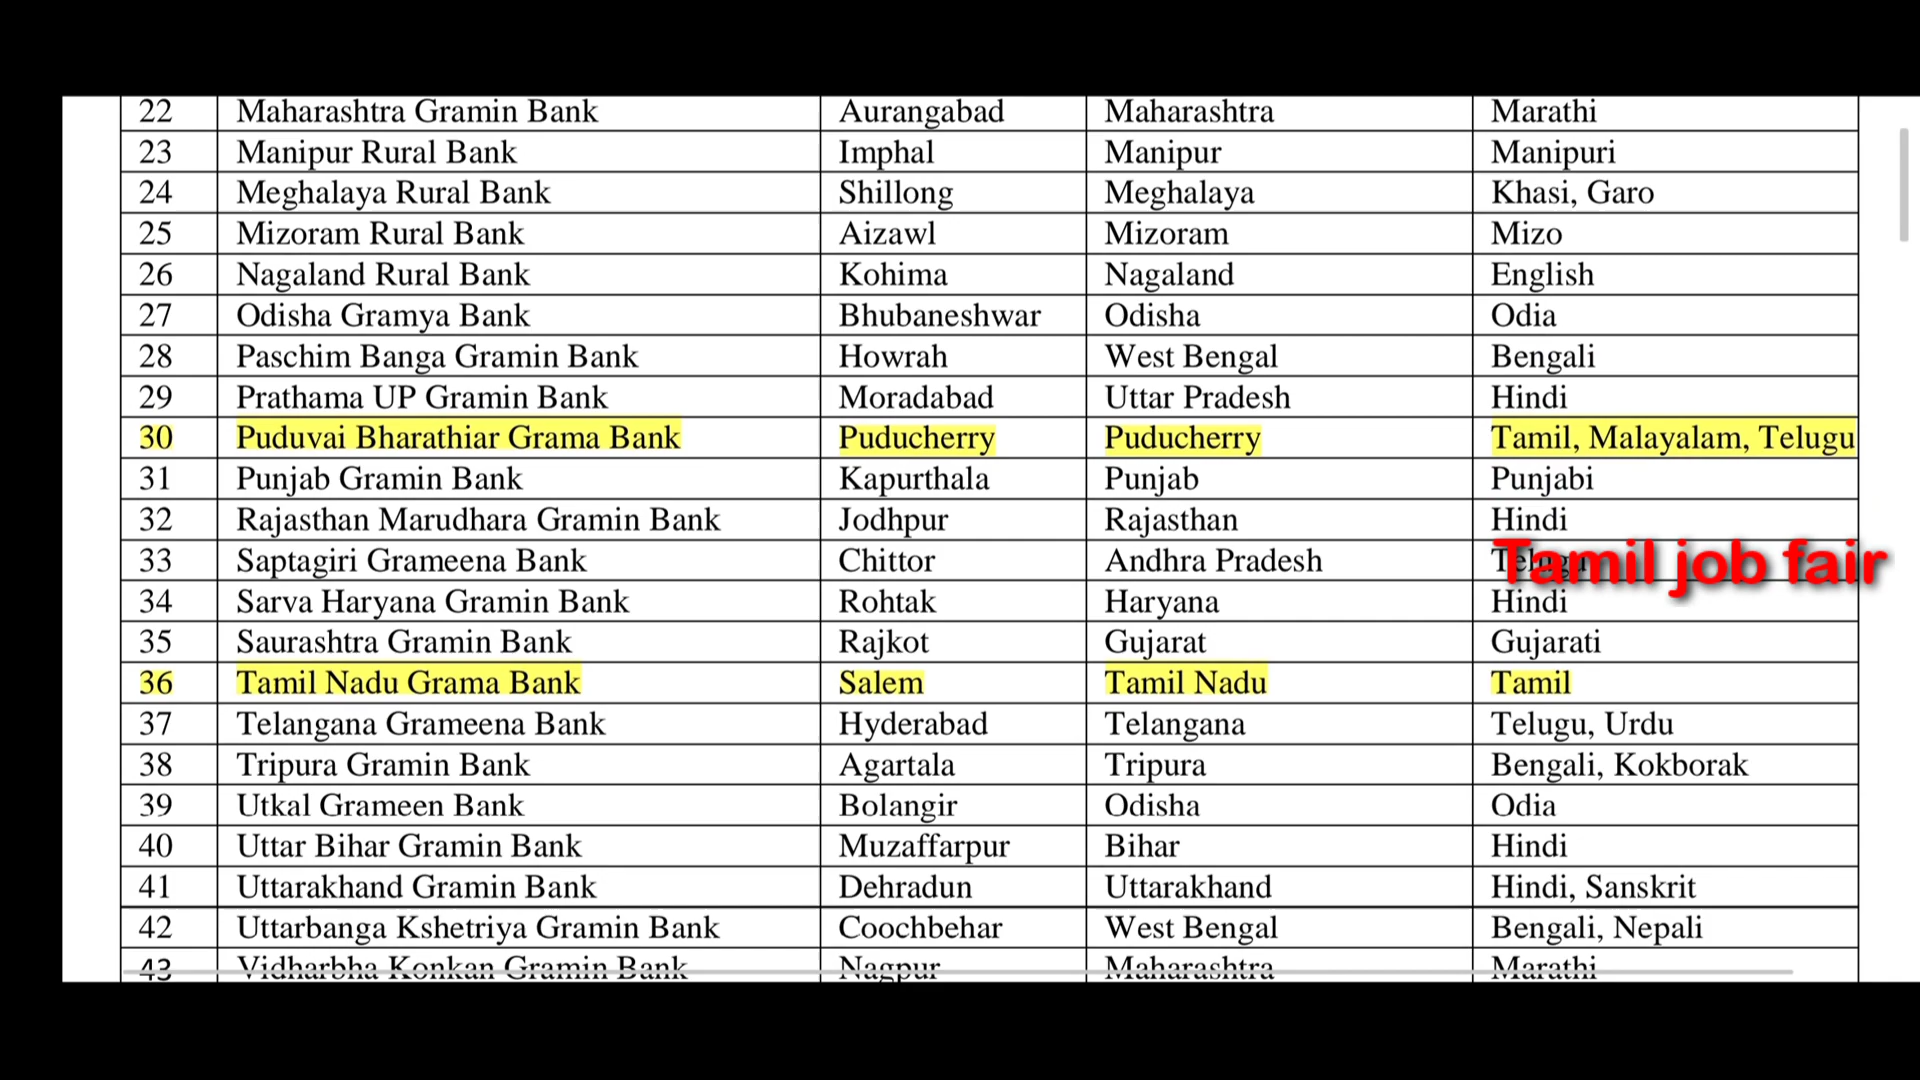 22 Maharashtra Gramin Bank Aurangabad Maharashtra Marathi
23 Manipur Rural Bank Imphal Manipur Manipuri
24 Meghalaya Rural Bank Shillong Meghalaya Khasi, Garo
25 Mizoram Rural Bank Aizawl Mizoram Mizo
26 Nagaland Rural Bank Kohima Nagaland English
27 Odisha Gramya Bank Bhubaneshwar Odisha Odia
28 Paschim Banga Gramin Bank Howrah West Bengal Bengali
29 Prathama UP Gramin Bank Moradabad Uttar Pradesh Hindi
30 Puduvai Bharathiar Grama Bank Puducherry Puducherry Tamil, Malayalam, Telugu
31 Punjab Gramin Bank Kapurthala Punjab Punjabi
32 Rajasthan Marudhara Gramin Bank Jodhpur Rajasthan Hindi
33 Saptagiri Grameena Bank Chittor Andhra Pradesh Telugu
Tamil job fair
34 Sarva Haryana Gramin Bank Rohtak Haryana Hindi
35 Saurashtra Gramin Bank Rajkot Gujarat Gujarati
36 Tamil Nadu Grama Bank Salem Tamil Nadu Tamil
37 Telangana Grameena Bank Hyderabad Telangana Telugu, Urdu
38 Tripura Gramin Bank Agartala Tripura Bengali, Kokborak
39 Utkal Grameen Bank Bolangir Odisha Odia
40 Uttar Bihar Gramin Bank Muzaffarpur Bihar Hindi
41 Uttarakhand Gramin Bank Dehradun Uttarakhand Hindi, Sanskrit
42 Uttarbanga Kshetriya Gramin Bank Coochbehar West Bengal Bengali, Nepali
43 Vidharbha Konkan Gramin Bank Nagpur Maharashtra Marathi